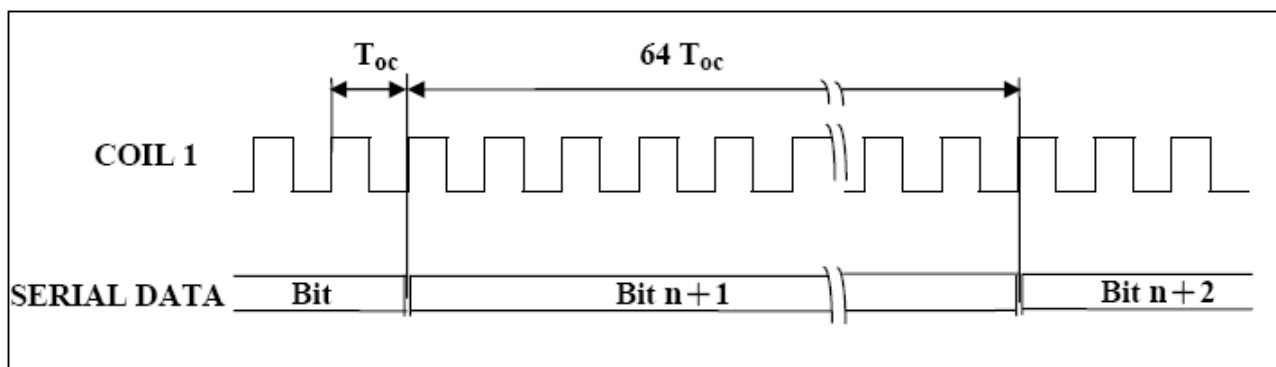 Toc 64 Toc
COIL 1
SERIAL DATA Bit Bit n+1 Bit n+2